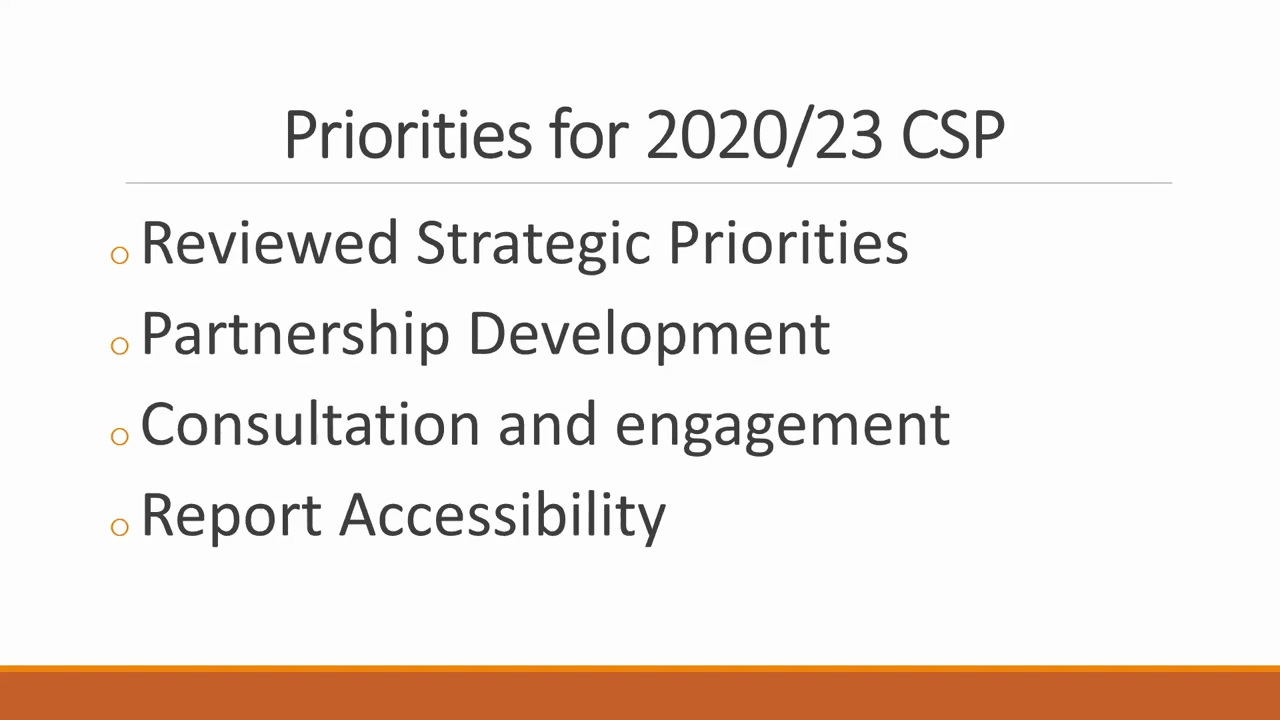 Priorities for 2020/23 CSP
Reviewed Strategic Priorities
Partnership Development
Consultation and engagement
Report Accessibility